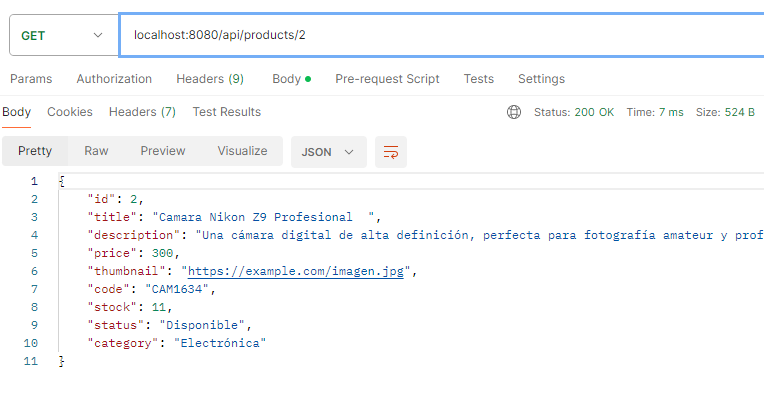 GET localhost:8080/api/products/2
Params Authorization Headers (9) Body Pre-request Script Tests Settings
Body Cookies Headers (7) Test Results Status: 200 OK Time: 7 ms Size: 524 B
Pretty Raw Preview Visualize JSON
1 {
2 "id": 2,
3 "title": "Camara Nikon Z9 Profesional  ",
4 "description": "Una cámara digital de alta definición, perfecta para fotografía amateur y prof
5 "price": 300,
6 "thumbnail": "https://example.com/imagen.jpg",
7 "code": "CAM1634",
8 "stock": 11,
9 "status": "Disponible",
10 "category": "Electrónica"
11 }